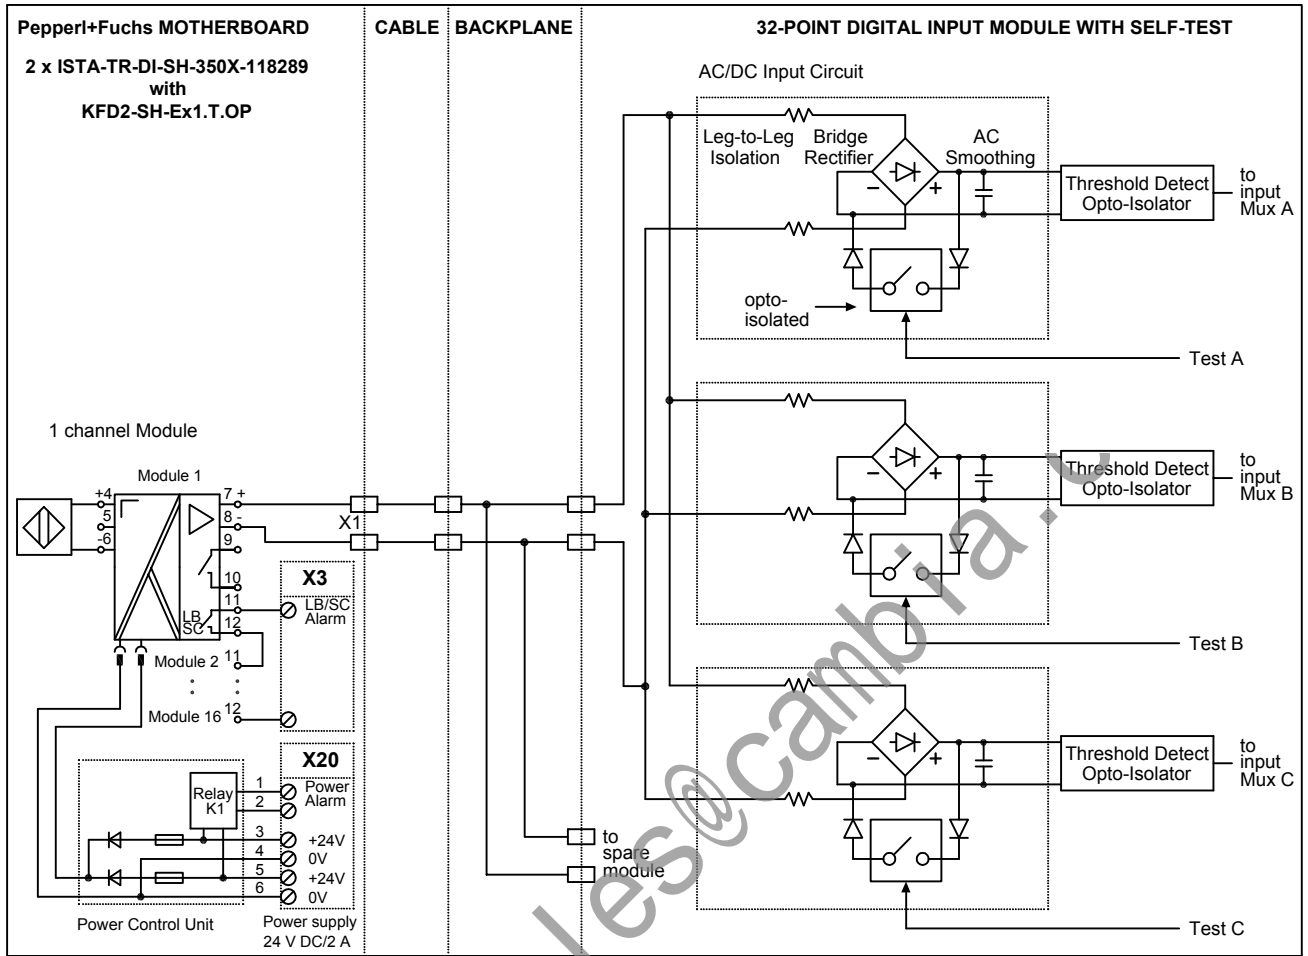 Pepperl+Fuchs MOTHERBOARD
CABLE
BACKPLANE
32-POINT DIGITAL INPUT MODULE WITH SELF-TEST
2 x ISTA-TR-DI-SH-350X-118289
with
KFD2-SH-Ex1.T.OP
AC/DC Input Circuit
Leg-to-Leg
Isolation
Bridge
Rectifier
AC
Smoothing
- +
Threshold Detect
Opto-Isolator
to
input
Mux A
opto-
isolated
Test A
1 channel Module
Module 1
+4
5
-6
7 +
8 -
9
10
11
12
LB
SC
X1
X3
LB/SC
Alarm
Module 2
11
Module 16
12
- +
Threshold Detect
Opto-Isolator
to
input
Mux B
Test B
X20
Relay
K1
1
2
3
4
5
6
Power
Alarm
+24V
0V
+24V
0V
Power Control Unit
Power supply
24 V DC/2 A
to
spare
module
- +
Threshold Detect
Opto-Isolator
to
input
Mux C
Test C
les@cambia.c